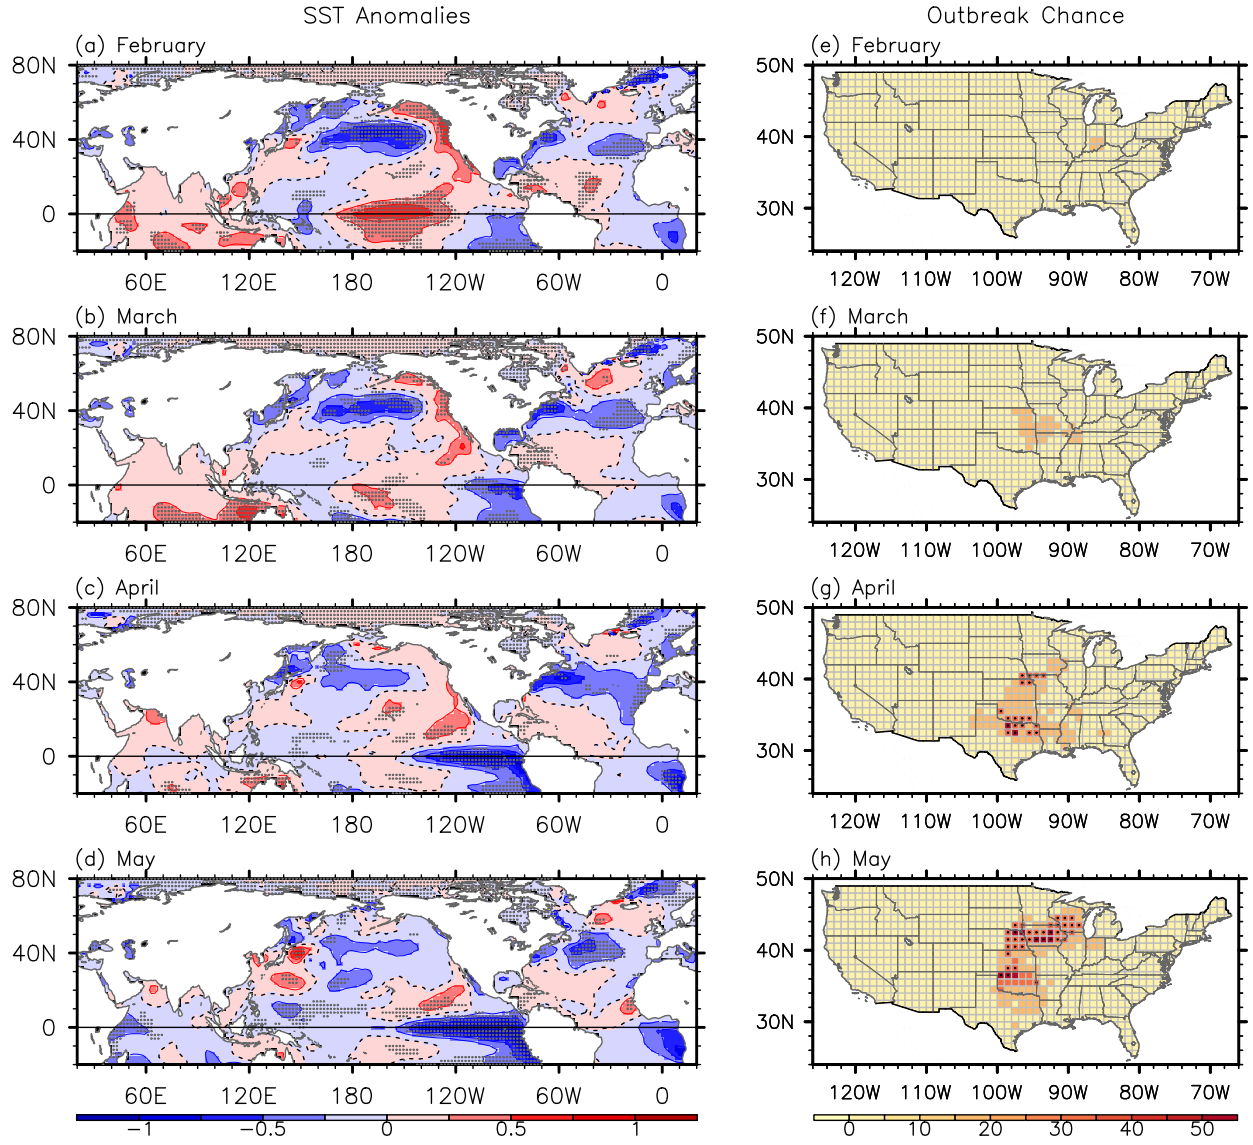 SST Anomalies
Outbreak Chance
(a) February
80N
40N
0
60E 120E 180 120W 60W 0
(e) February
50N
40N
30N
120W 110W 100W 90W 80W 70W
(b) March
80N
40N
0
60E 120E 180 120W 60W 0
(f) March
50N
40N
30N
120W 110W 100W 90W 80W 70W
(c) April
80N
40N
0
60E 120E 180 120W 60W 0
(g) April
50N
40N
30N
120W 110W 100W 90W 80W 70W
(d) May
80N
40N
0
60E 120E 180 120W 60W 0
(h) May
50N
40N
30N
120W 110W 100W 90W 80W 70W
−1 −0.5 0 0.5 1
0 10 20 30 40 50